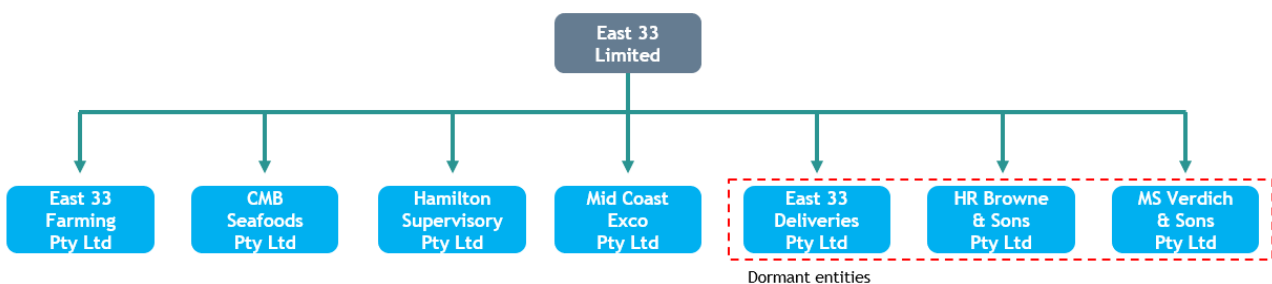 East 33
Limited
East 33
Farming
Pty Ltd
CMB
Seafoods
Pty Ltd
Hamilton
Supervisory
Pty Ltd
Mid Coast
Exco
Pty Ltd
East 33
Deliveries
Pty Ltd
HR Browne
& Sons
Pty Ltd
MS Verdich
& Sons
Pty Ltd
Dormant entities